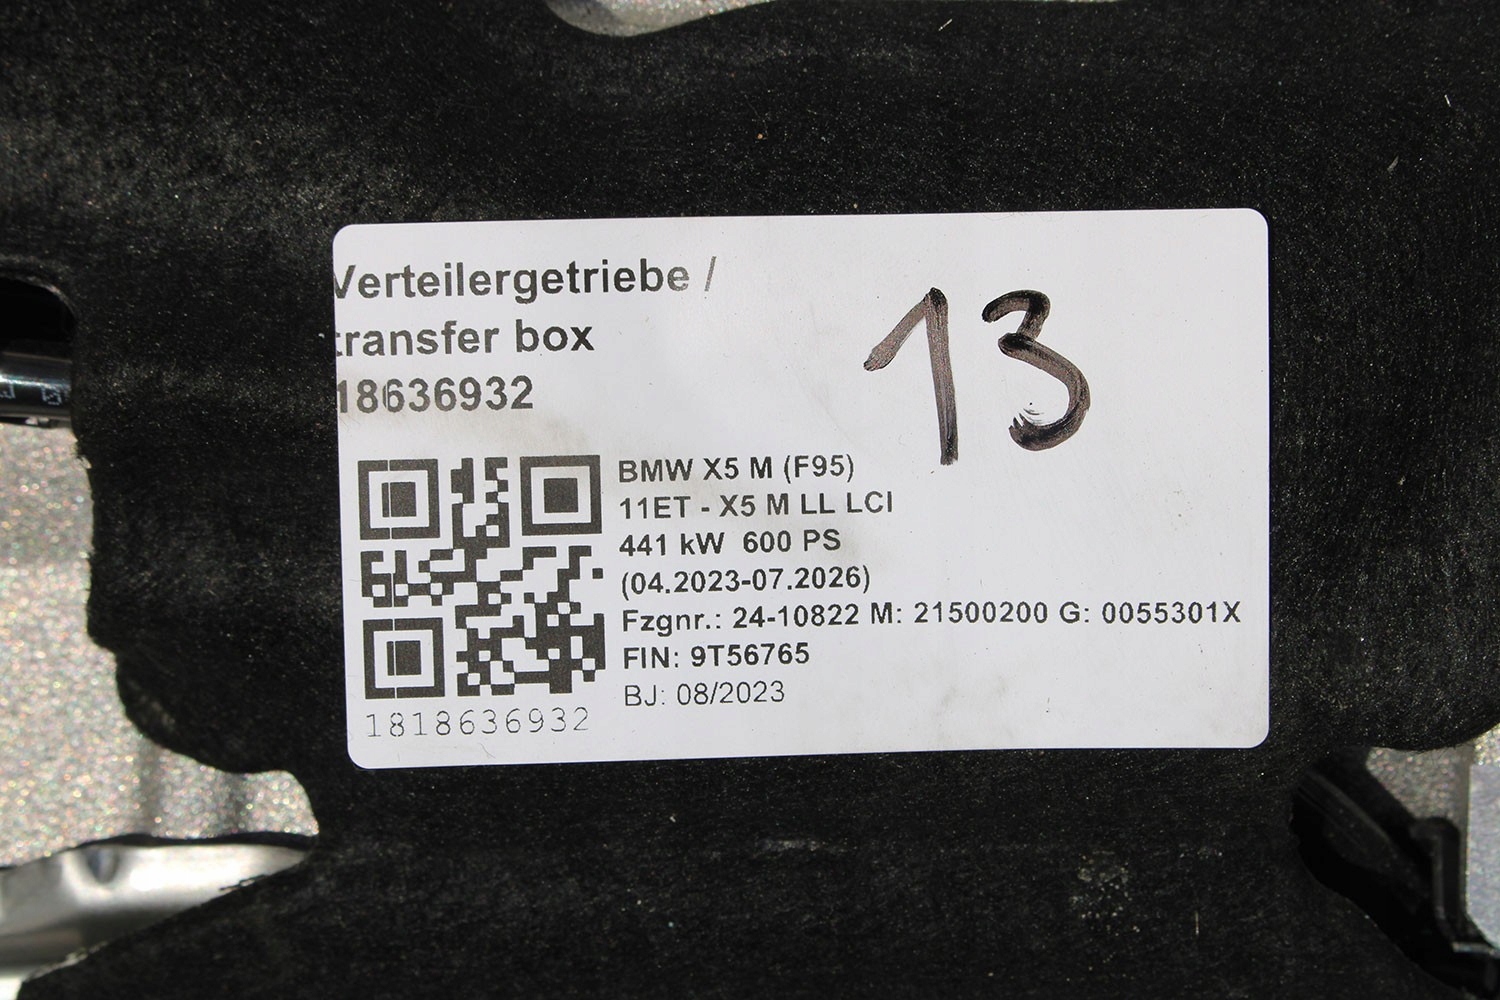 Verteilergetriebe /
transfer box
18636932
13
BMW X5 M (F95)
11ET - X5 M LL LCI
441 kW 600 PS
(04.2023-07.2026)
Fzgnr.: 24-10822 M: 21500200 G: 0055301X
FIN: 9T56765
BJ: 08/2023
1818636932